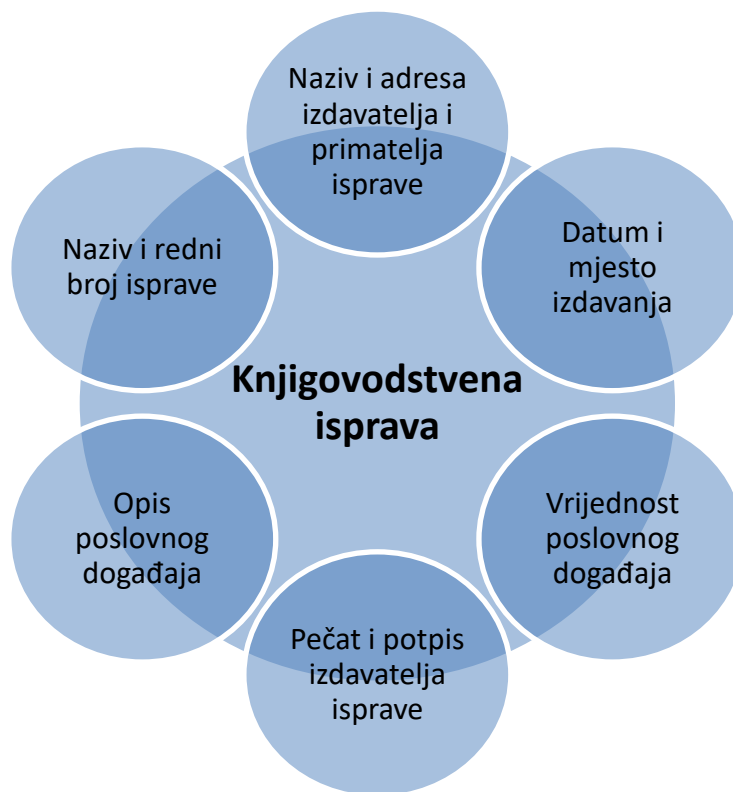 Naziv i adresa
izdavatelja i
primatelja
isprave
Datum i
mjesto
izdavanja
Vrijednost
poslovnog
događaja
Pečat i potpis
izdavatelja
isprave
Opis
poslovnog
događaja
Naziv i redni
broj isprave
Knjigovodstvena
isprava